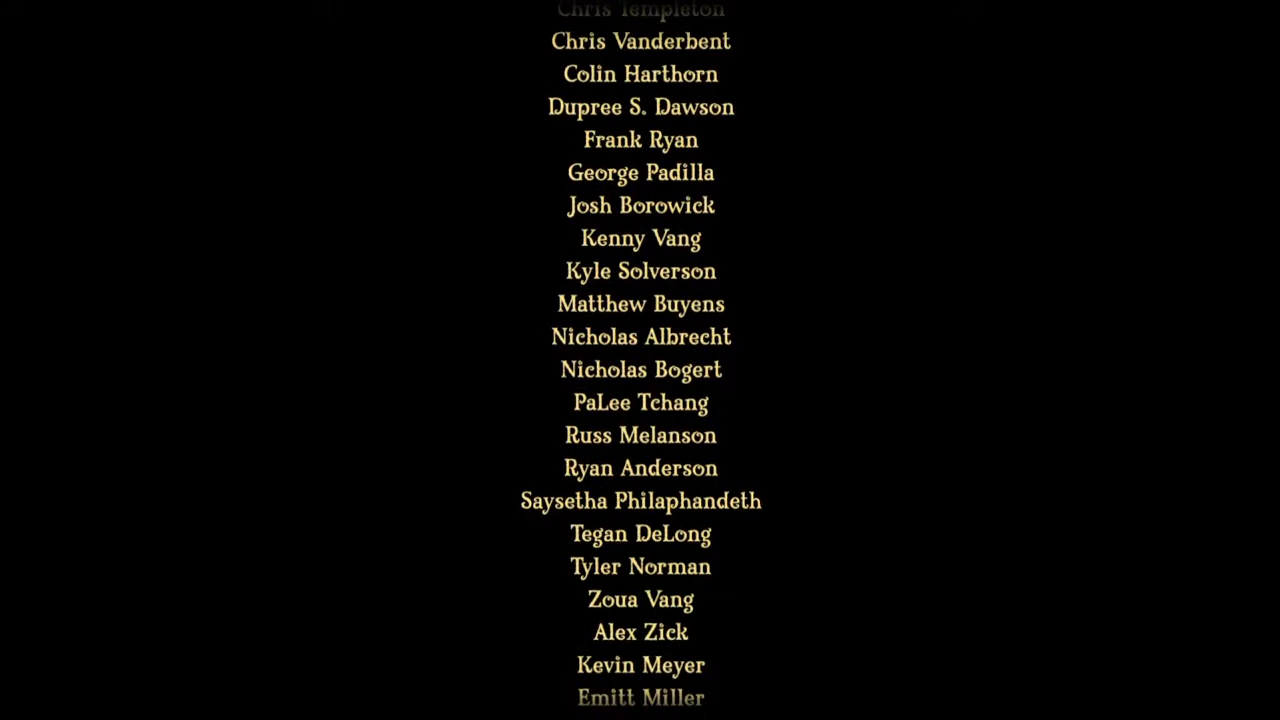 Chris Templeton
Chris Vanderbent
Colin Harthorn
Dupree S. Dawson
Frank Ryan
George Padilla
Josh Borowick
Kenny Vang
Kyle Solverson
Matthew Buyens
Nicholas Albrecht
Nicholas Bogert
PaLee Tchang
Russ Melanson
Ryan Anderson
Saysetha Philaphandeth
Tegan DeLong
Tyler Norman
Zoua Vang
Alex Zick
Kevin Meyer
Emitt Miller